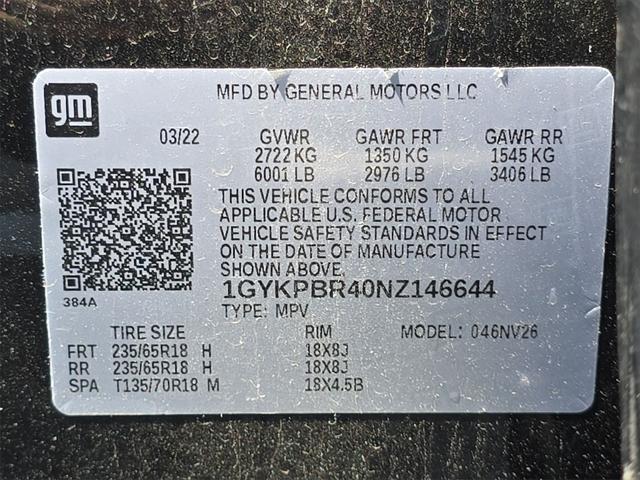 gm
MFD BY GENERAL MOTORS LLC
03/22 GVWR GAWR FRT GAWR RR
2722 KG 1350 KG 1545 KG
6001 LB 2976 LB 3406 LB
THIS VEHICLE CONFORMS TO ALL
APPLICABLE U.S. FEDERAL MOTOR
VEHICLE SAFETY STANDARDS IN EFFECT
ON THE DATE OF MANUFACTURE
SHOWN ABOVE.
384A
1GYKPBR40NZ146644
TYPE: MPV
TIRE SIZE RIM MODEL: 046NV26
FRT 235/65R18 H 18X8J
RR 235/65R18 H 18X8J
SPA T135/70R18 M 18X4.5B